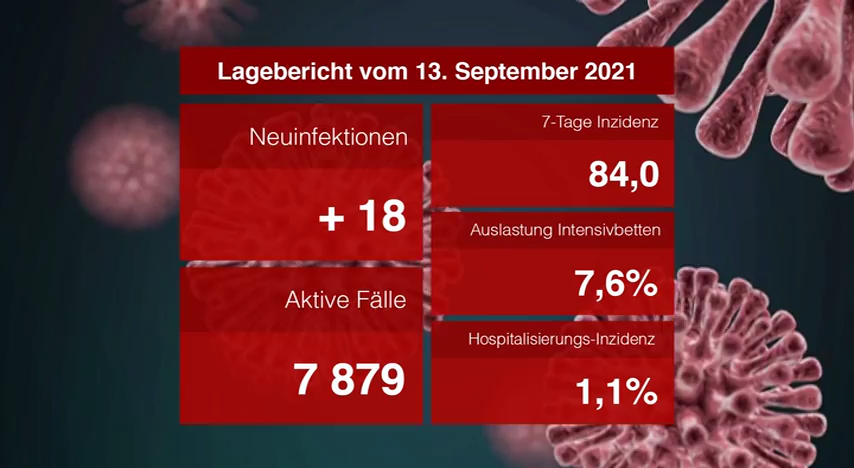 Lagebericht vom 13. September 2021
Neuinfektionen
+ 18
Aktive Fälle
7 879
7-Tage Inzidenz
84,0
Auslastung Intensivbetten
7,6%
Hospitalisierungs-Inzidenz
1,1%